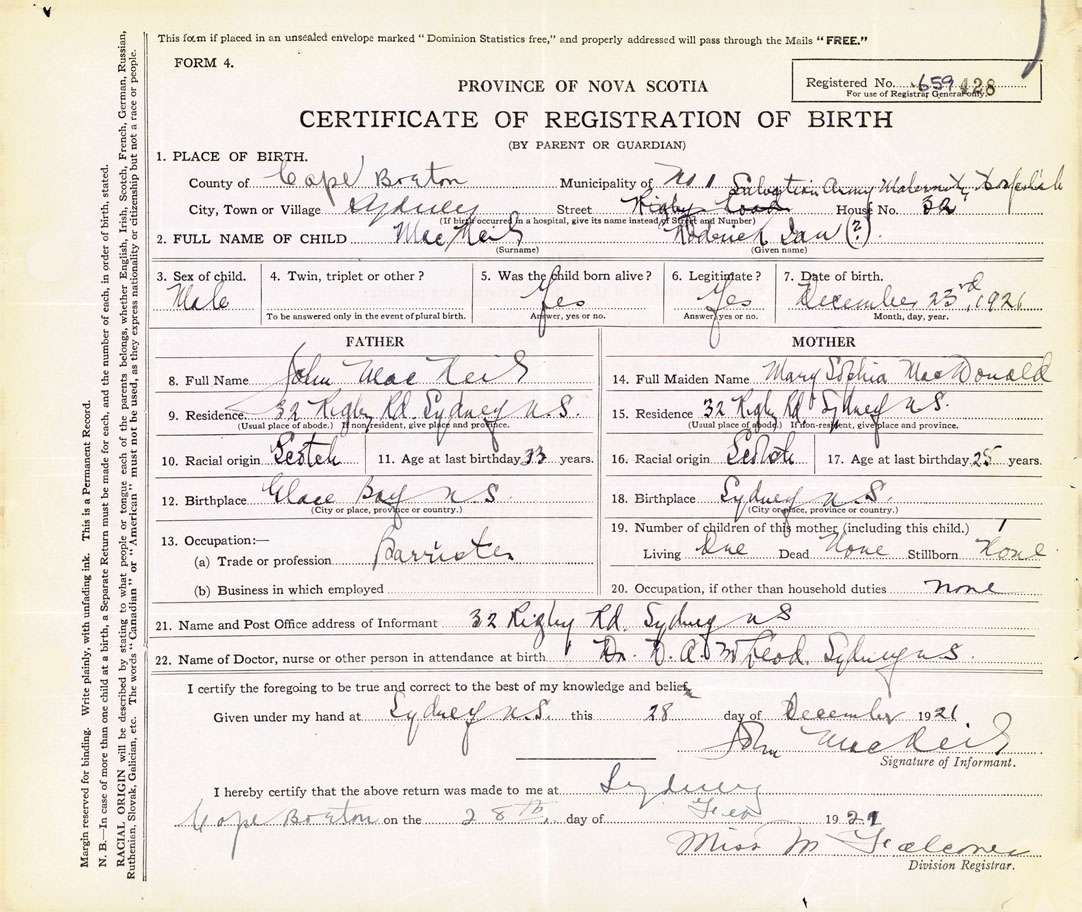 This form if placed in an unsealed envelope marked "Dominion Statistics free," and properly addressed will pass through the Mails "FREE."
FORM 4.
Registered No. 659 428
For use of Registrar General only.
PROVINCE OF NOVA SCOTIA
CERTIFICATE OF REGISTRATION OF BIRTH
(BY PARENT OR GUARDIAN)
1. PLACE OF BIRTH.
County of Cape Breton Municipality of No 1 Salvation Army Maternity Hospital
City, Town or Village Sydney Street Rigby Road House No. 32
(If birth occurred in a hospital, give its name instead of Street and Number)
2. FULL NAME OF CHILD MacNeil Roderick Ian (?)
(Surname) (Given name)
3. Sex of child. 4. Twin, triplet or other? 5. Was the child born alive? 6. Legitimate? 7. Date of birth.
Male Yes Yes December 23rd, 1926
To be answered only in the event of plural birth. Answer, yes or no. Answer, yes or no. Month, day, year.
FATHER
8. Full Name John MacNeil
9. Residence 32 Rigby Rd. Sydney N.S.
(Usual place of abode.) If non-resident, give place and province.
10. Racial origin Scotch 11. Age at last birthday 33 years.
12. Birthplace Glace Bay N S
(City or place, province or country.)
13. Occupation:—
(a) Trade or profession Barrister
(b) Business in which employed
MOTHER
14. Full Maiden Name Mary Sophia MacDonald
15. Residence 32 Rigby Rd Sydney N.S.
(Usual place of abode.) If non-resident, give place and province.
16. Racial origin Scotch 17. Age at last birthday 25 years.
18. Birthplace Sydney N.S.
(City or place, province or country.)
19. Number of children of this mother (including this child.)
Living One Dead None Stillborn None
20. Occupation, if other than household duties none
21. Name and Post Office address of Informant 32 Rigby Rd. Sydney N S
22. Name of Doctor, nurse or other person in attendance at birth Dr. A. McLeod. Sydney N.S.
I certify the foregoing to be true and correct to the best of my knowledge and belief.
Given under my hand at Sydney N.S. this 28 day of December 1921
John MacNeil
Signature of Informant.
I hereby certify that the above return was made to me at Sydney
Cape Breton on the 28th. day of Feb 1927
Miss M Falconer
Division Registrar.
Margin reserved for binding. Write plainly, with unfading ink. This is a Permanent Record.
N. B.—In case of more than one child at a birth, a Separate Return must be made for each, and the number of each, in order of birth, stated.
RACIAL ORIGIN will be described by stating to what people or tongue each of the parents belongs, whether English, Irish, Scotch, French, German, Russian,
Ruthenian, Slovak, Galician, etc. The words "Canadian" or "American" must not be used, as they express nationality or citizenship but not a race or people.